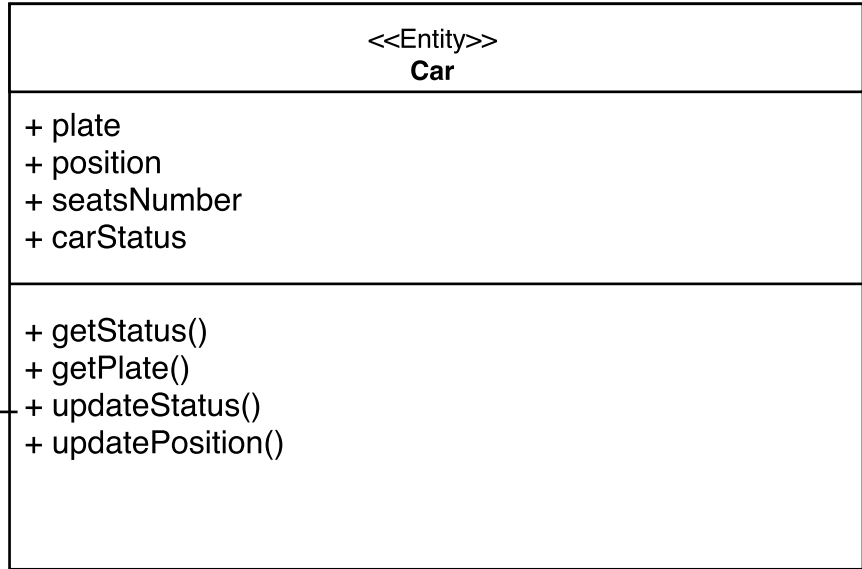 <<Entity>>
Car
+ plate
+ position
+ seatsNumber
+ carStatus
+ getStatus()
+ getPlate()
+ updateStatus()
+ updatePosition()